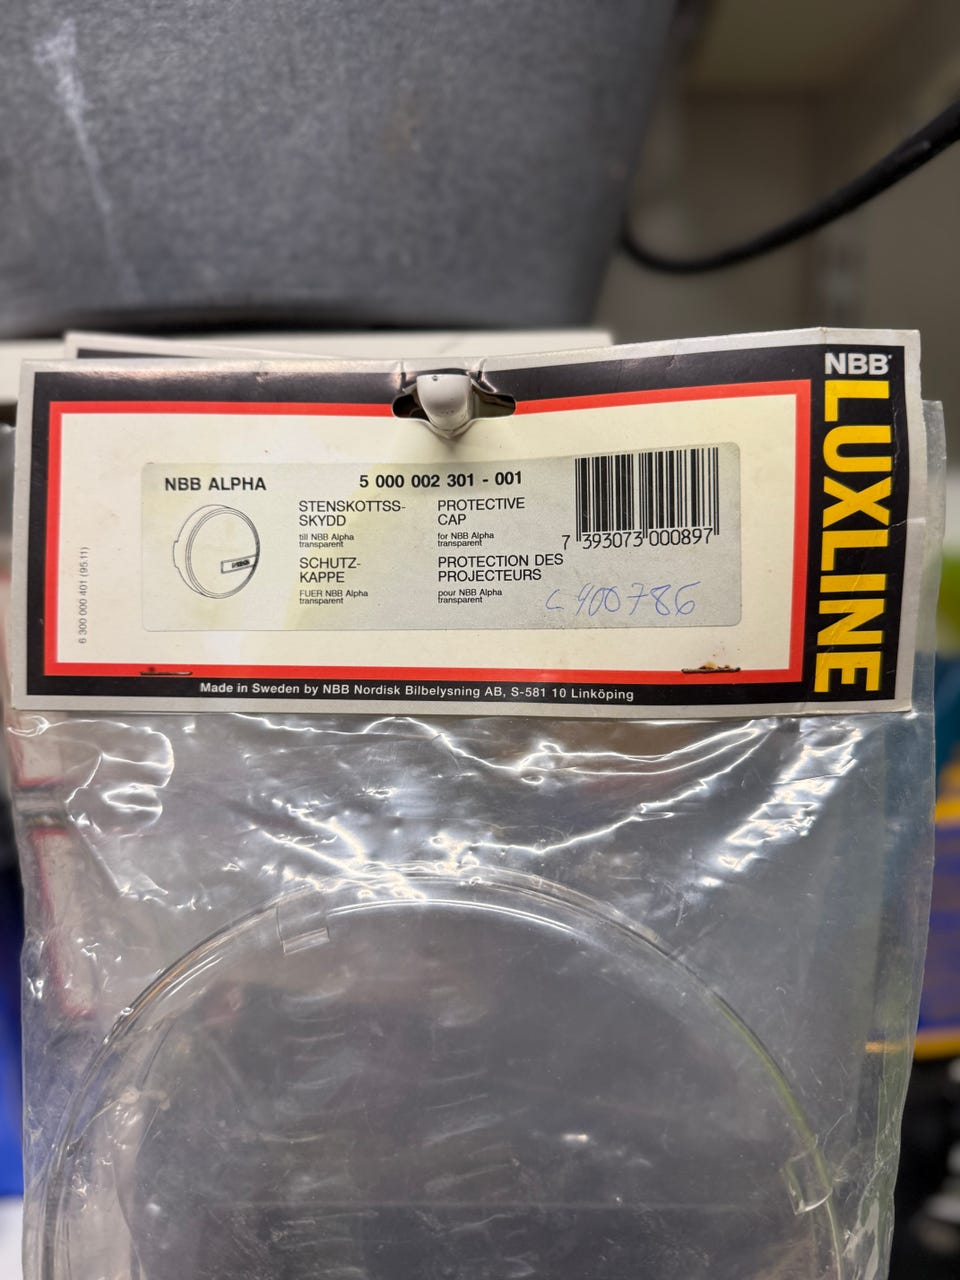 NBB
LUXLINE
NBB ALPHA
5 000 002 301 - 001
STENSKOTTSS-
SKYDD
till NBB Alpha
transparent
PROTECTIVE
CAP
for NBB Alpha
transparent
SCHUTZ-
KAPPE
FUER NBB Alpha
transparent
PROTECTION DES
PROJECTEURS
pour NBB Alpha
transparent
7 393073 000897
400786
6 300 000 401 (95.11)
Made in Sweden by NBB Nordisk Bilbelysning AB, S-581 10 Linköping